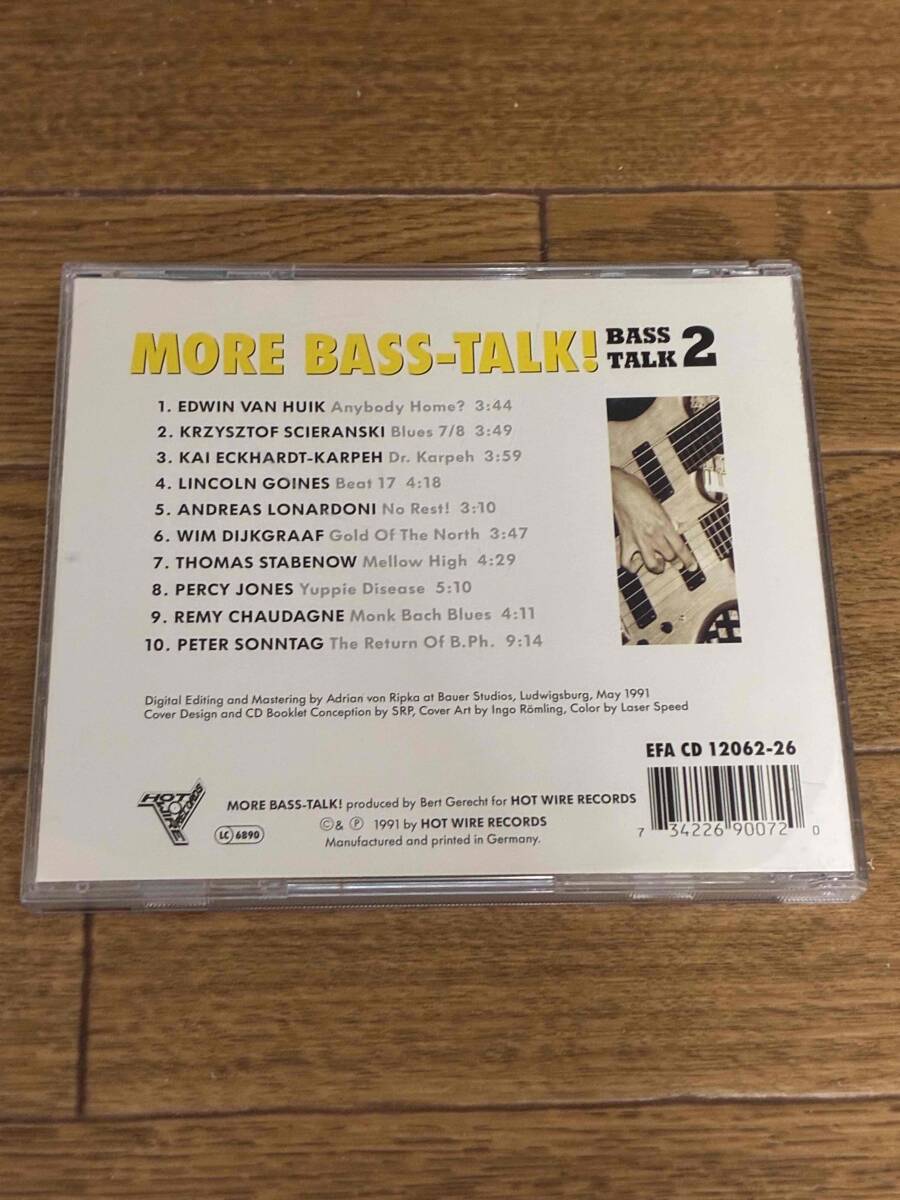 MORE BASS-TALK! BASS TALK 2
1. EDWIN VAN HUIK Anybody Home? 3:44
2. KRZYSZTOF SCIERANSKI Blues 7/8 3:49
3. KAI ECKHARDT-KARPEH Dr. Karpeh 3:59
4. LINCOLN GOINES Beat 17 4:18
5. ANDREAS LONARDONI No Rest! 3:10
6. WIM DIJKGRAAF Gold Of The North 3:47
7. THOMAS STABENOW Mellow High 4:29
8. PERCY JONES Yuppie Disease 5:10
9. REMY CHAUDAGNE Monk Bach Blues 4:11
10. PETER SONNTAG The Return Of B.Ph. 9:14
Digital Editing and Mastering by Adrian von Ripka at Bauer Studios, Ludwigsburg, May 1991
Cover Design and CD Booklet Conception by SRP, Cover Art by Ingo Römling, Color by Laser Speed
EFA CD 12062-26
HOT WIRE RECORDS
LC 6890
MORE BASS-TALK! produced by Bert Gerecht for HOT WIRE RECORDS
©& ℗ 1991 by HOT WIRE RECORDS
Manufactured and printed in Germany.
7 34226 90072 0